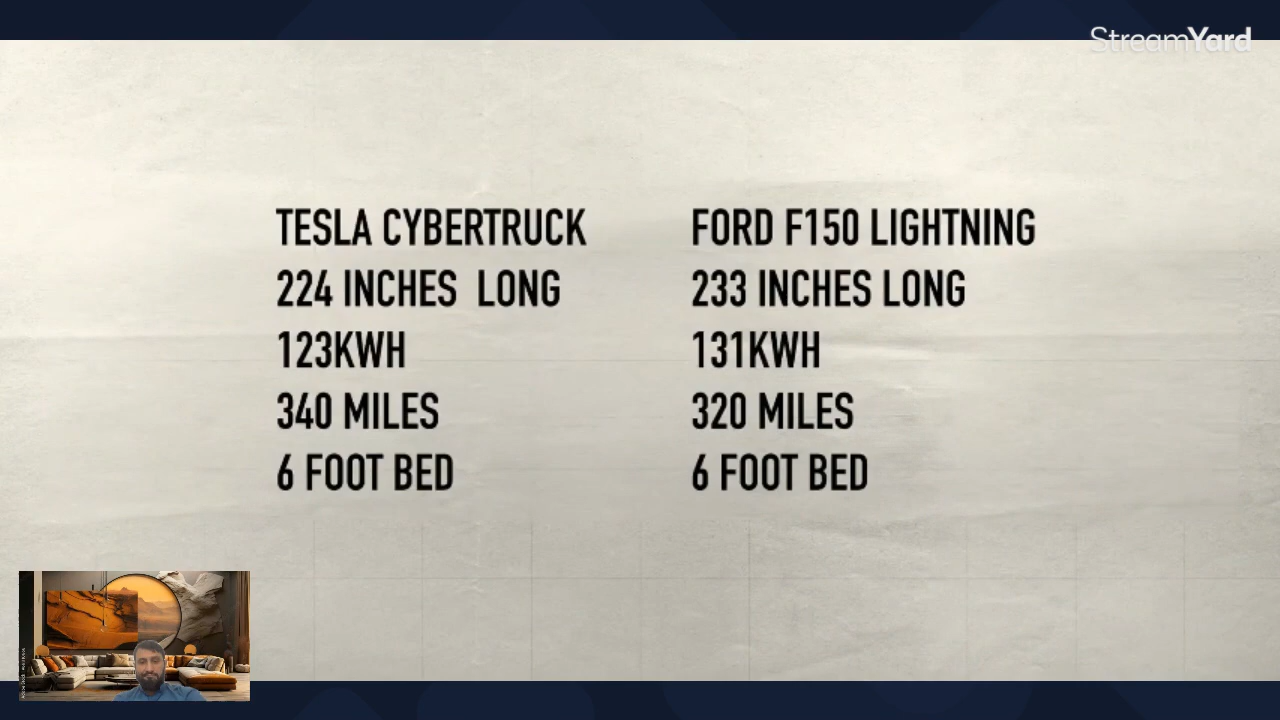 StreamYard
TESLA CYBERTRUCK
224 INCHES LONG
123KWH
340 MILES
6 FOOT BED
FORD F150 LIGHTNING
233 INCHES LONG
131KWH
320 MILES
6 FOOT BED